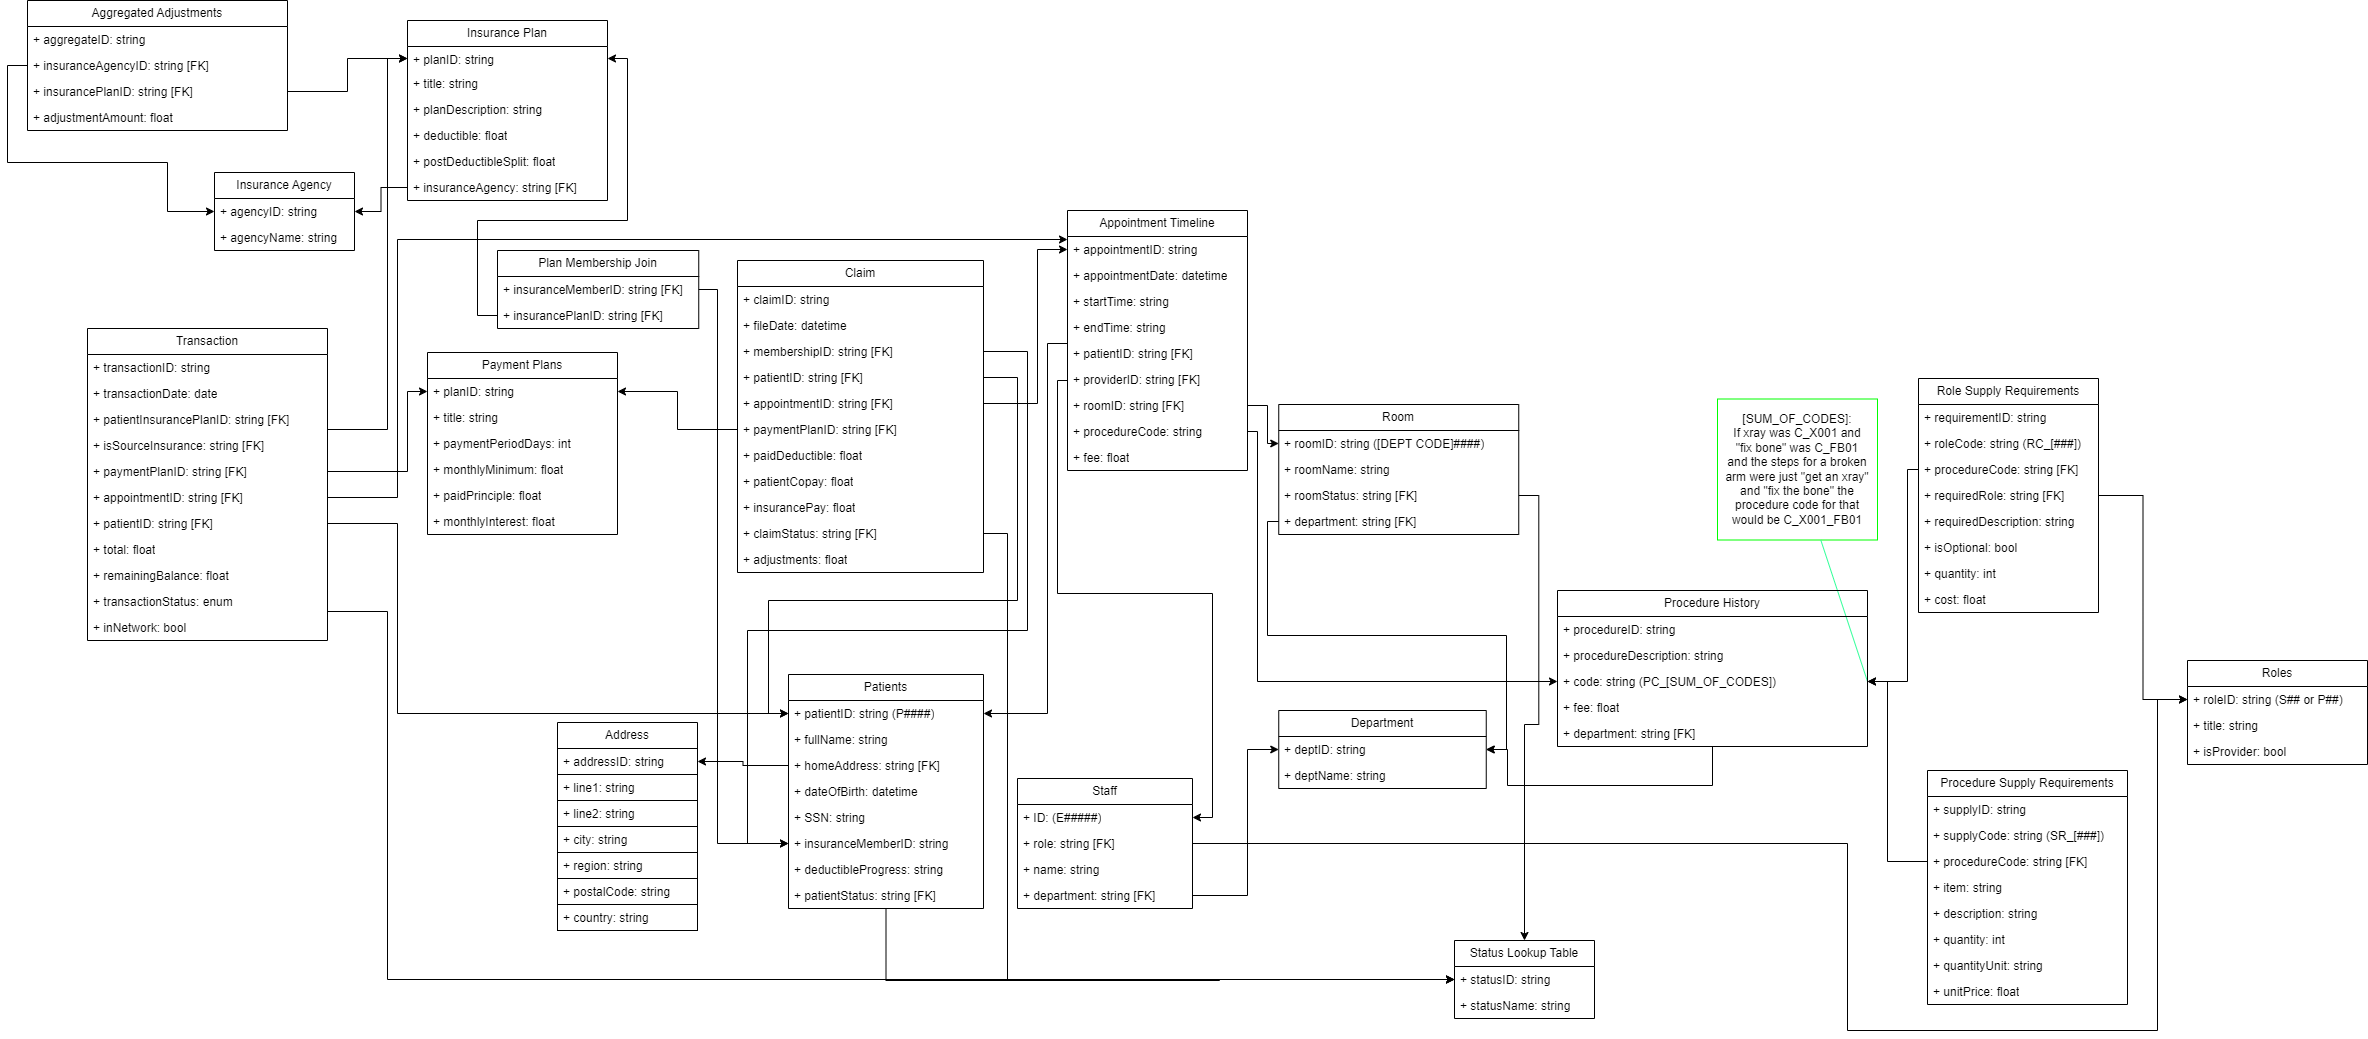 Aggregated Adjustments
+ aggregateID: string
+ insuranceAgencyID: string [FK]
+ insurancePlanID: string [FK]
+ adjustmentAmount: float
Insurance Plan
+ planID: string
+ title: string
+ planDescription: string
+ deductible: float
+ postDeductibleSplit: float
+ insuranceAgency: string [FK]
Insurance Agency
+ agencyID: string
+ agencyName: string
Plan Membership Join
+ insuranceMemberID: string [FK]
+ insurancePlanID: string [FK]
Transaction
+ transactionID: string
+ transactionDate: date
+ patientInsurancePlanID: string [FK]
+ isSourceInsurance: string [FK]
+ paymentPlanID: string [FK]
+ appointmentID: string [FK]
+ patientID: string [FK]
+ total: float
+ remainingBalance: float
+ transactionStatus: enum
+ inNetwork: bool
Payment Plans
+ planID: string
+ title: string
+ paymentPeriodDays: int
+ monthlyMinimum: float
+ paidPrinciple: float
+ monthlyInterest: float
Claim
+ claimID: string
+ fileDate: datetime
+ membershipID: string [FK]
+ patientID: string [FK]
+ appointmentID: string [FK]
+ paymentPlanID: string [FK]
+ paidDeductible: float
+ patientCopay: float
+ insurancePay: float
+ claimStatus: string [FK]
+ adjustments: float
Appointment Timeline
+ appointmentID: string
+ appointmentDate: datetime
+ startTime: string
+ endTime: string
+ patientID: string [FK]
+ providerID: string [FK]
+ roomID: string [FK]
+ procedureCode: string
+ fee: float
Room
+ roomID: string ([DEPT CODE]####)
+ roomName: string
+ roomStatus: string [FK]
+ department: string [FK]
[SUM_OF_CODES]:
If xray was C_X001 and
"fix bone" was C_FB01
and the steps for a broken
arm were just "get an xray"
and "fix the bone" the
procedure code for that
would be C_X001_FB01
Role Supply Requirements
+ requirementID: string
+ roleCode: string (RC_[###])
+ procedureCode: string [FK]
+ requiredRole: string [FK]
+ requiredDescription: string
+ isOptional: bool
+ quantity: int
+ cost: float
Procedure History
+ procedureID: string
+ procedureDescription: string
+ code: string (PC_[SUM_OF_CODES])
+ fee: float
+ department: string [FK]
Roles
+ roleID: string (S## or P##)
+ title: string
+ isProvider: bool
Patients
+ patientID: string (P####)
+ fullName: string
+ homeAddress: string [FK]
+ dateOfBirth: datetime
+ SSN: string
+ insuranceMemberID: string
+ deductibleProgress: string
+ patientStatus: string [FK]
Address
+ addressID: string
+ line1: string
+ line2: string
+ city: string
+ region: string
+ postalCode: string
+ country: string
Department
+ deptID: string
+ deptName: string
Staff
+ ID: (E#####)
+ role: string [FK]
+ name: string
+ department: string [FK]
Procedure Supply Requirements
+ supplyID: string
+ supplyCode: string (SR_[###])
+ procedureCode: string [FK]
+ item: string
+ description: string
+ quantity: int
+ quantityUnit: string
+ unitPrice: float
Status Lookup Table
+ statusID: string
+ statusName: string